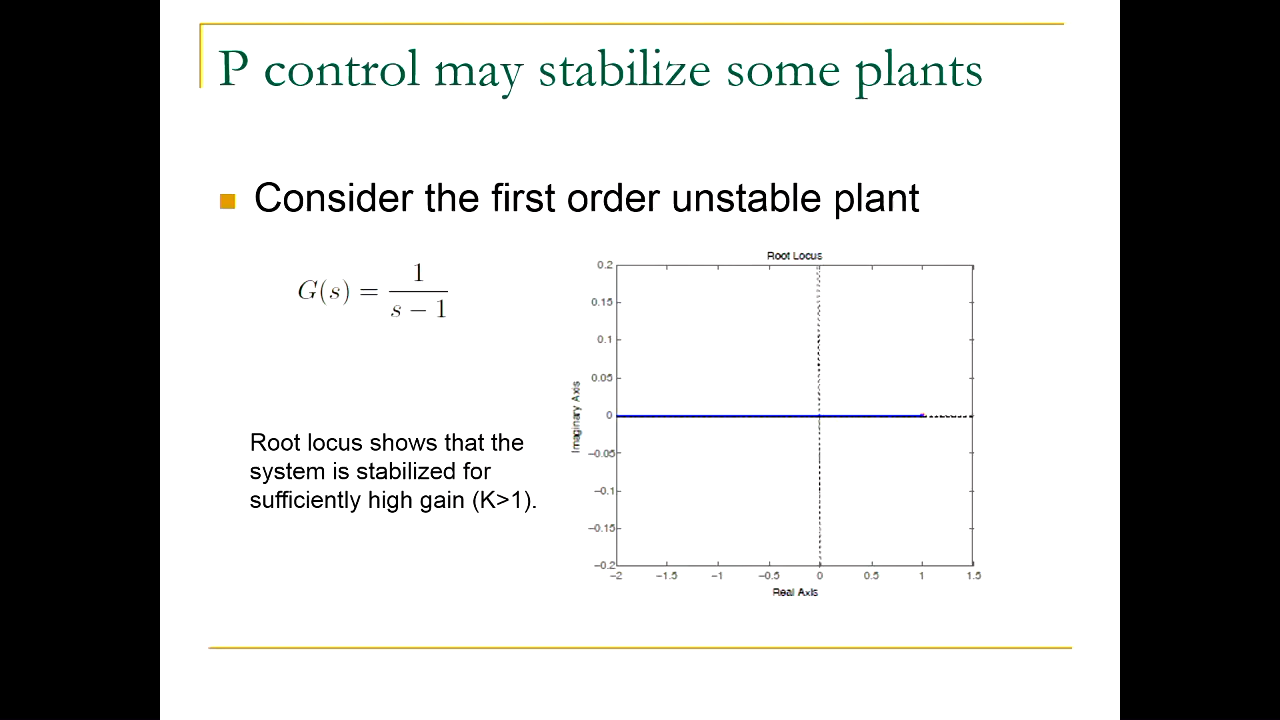 P control may stabilize some plants
Consider the first order unstable plant
G(s) = 1 / (s − 1)
Root locus shows that the
system is stabilized for
sufficiently high gain (K>1).
Root Locus
0.2
0.15
0.1
0.05
0
−0.05
−0.1
−0.15
−0.2
Imaginary Axis
−2 −1.5 −1 −0.5 0 0.5 1 1.5
Real Axis